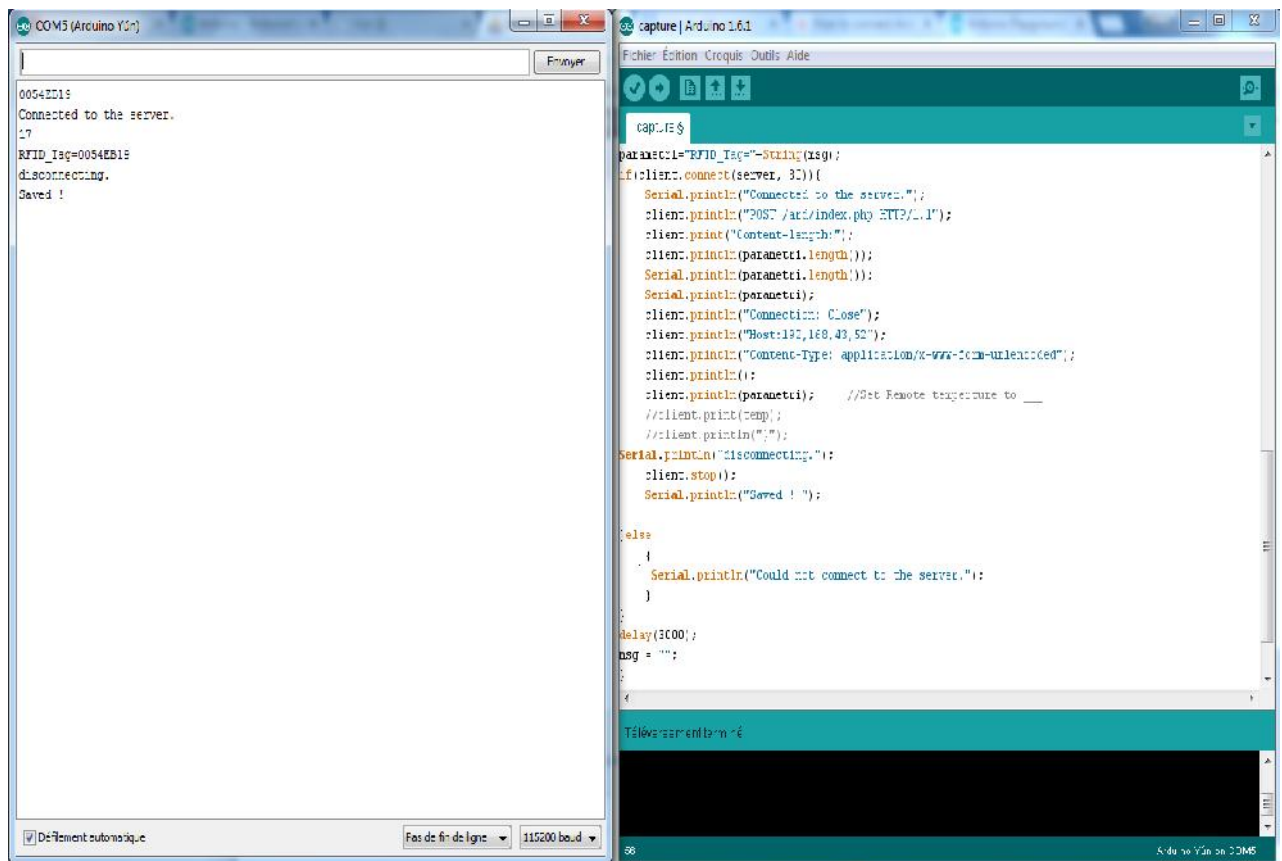 COM5 (Arduino Yún)
Envoyer
Connected to the server.
17
RFID_Tag=0054EB19
disconnecting.
Saved !
Défilement automatique
Pas de fin de ligne
115200 baud
capture | Arduino 1.6.1
Fichier Édition Croquis Outils Aide
capture §
parametri="RFID_Tag="+String(msg);
if(client.connect(server, 80)){
Serial.println("Connected to the server.");
client.println("POST /ard/index.php HTTP/1.1");
client.print("Content-length:");
client.println(parametri.length());
Serial.println(parametri.length());
Serial.println(parametri);
client.println("Connection: Close");
client.println("Host:192,168,43,52");
client.println("Content-Type: application/x-www-form-urlencoded");
client.println();
client.println(parametri); //Set Remote temperture to ___
//client.print(temp);
//client.println("}");
Serial.println("disconnecting.");
client.stop();
Serial.println("Saved ! ");
}else
{
Serial.println("Could not connect to the server.");
}
}
delay(3000);
msg = "";
}
Téléversement terminé
56
Arduino Yún on COM5